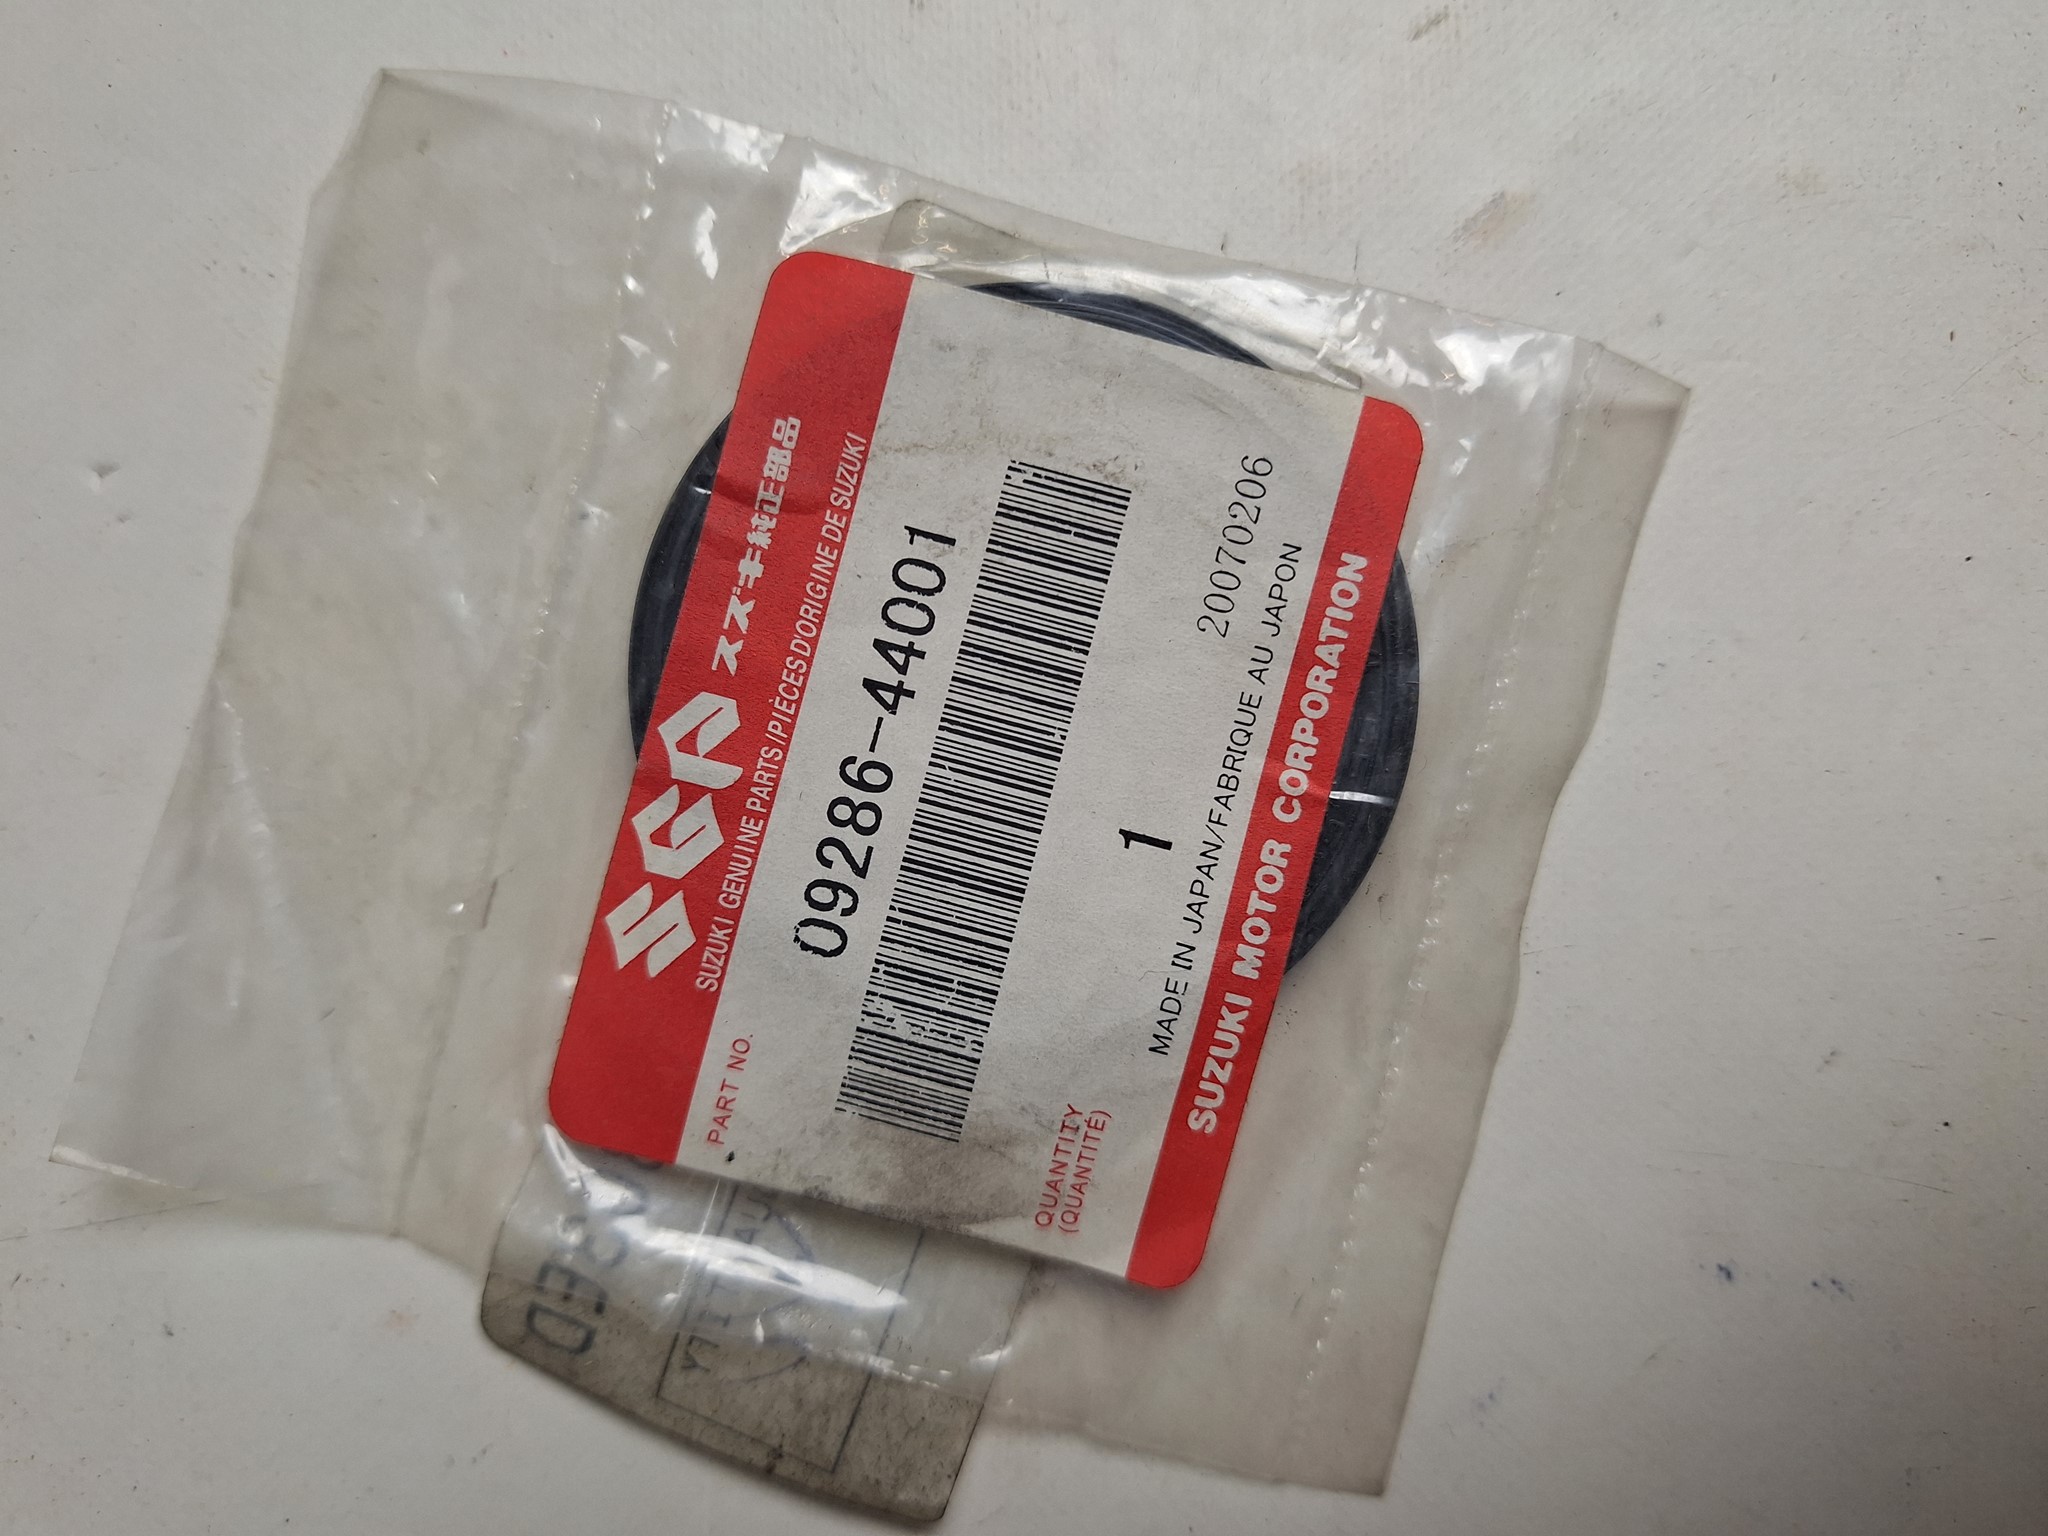 SGP スズキ純正部品
SUZUKI GENUINE PARTS/PIÈCES D'ORIGINE DE SUZUKI
PART NO.
09286-44001
QUANTITY
(QUANTITÉ)
1
20070206
MADE IN JAPAN/FABRIQUE AU JAPON
SUZUKI MOTOR CORPORATION